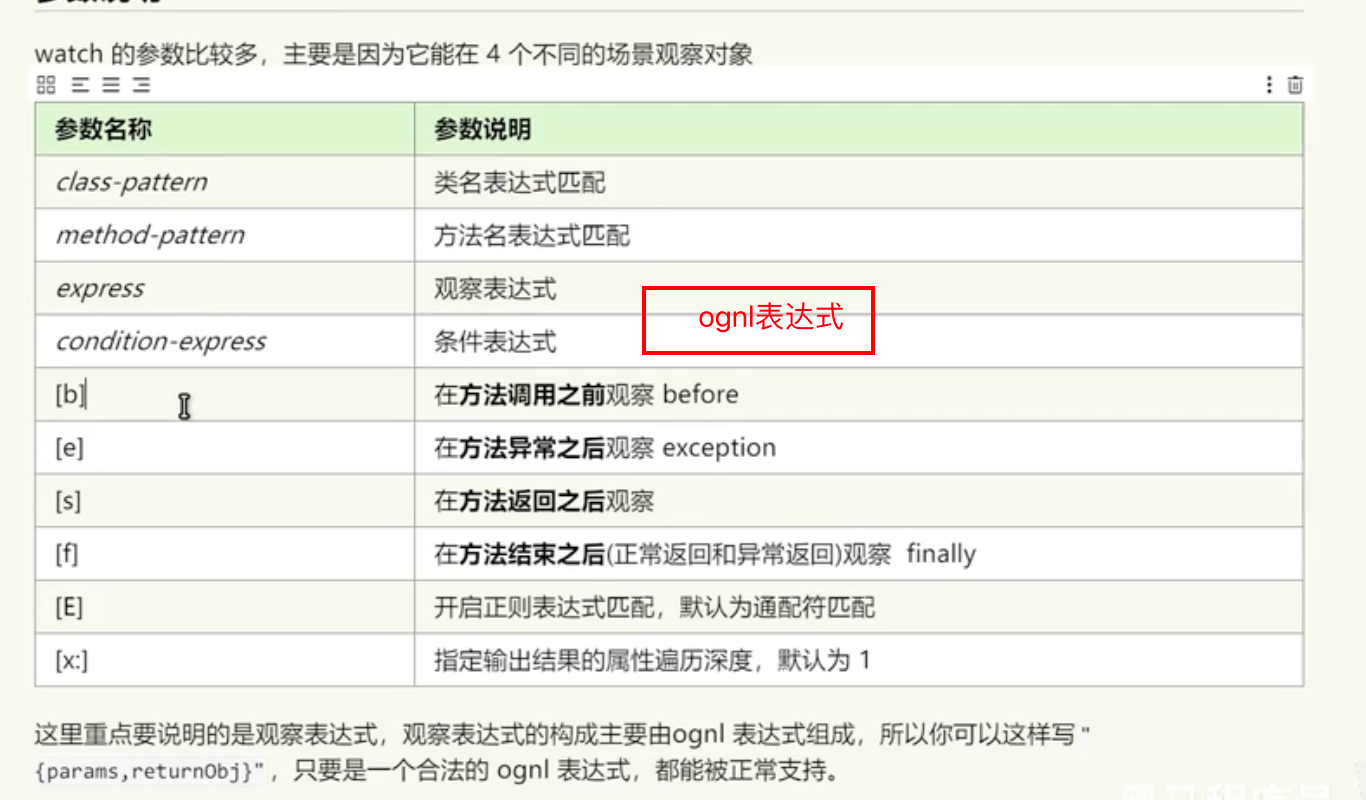 watch 的参数比较多，主要是因为它能在 4 个不同的场景观察对象
参数名称 参数说明
class-pattern 类名表达式匹配
method-pattern 方法名表达式匹配
express 观察表达式
ognl表达式
condition-express 条件表达式
[b] 在方法调用之前观察 before
[e] 在方法异常之后观察 exception
[s] 在方法返回之后观察
[f] 在方法结束之后(正常返回和异常返回)观察 finally
[E] 开启正则表达式匹配，默认为通配符匹配
[x:] 指定输出结果的属性遍历深度，默认为 1
这里重点要说明的是观察表达式，观察表达式的构成主要由ognl 表达式组成，所以你可以这样写"
{params,returnObj}"，只要是一个合法的 ognl 表达式，都能被正常支持。